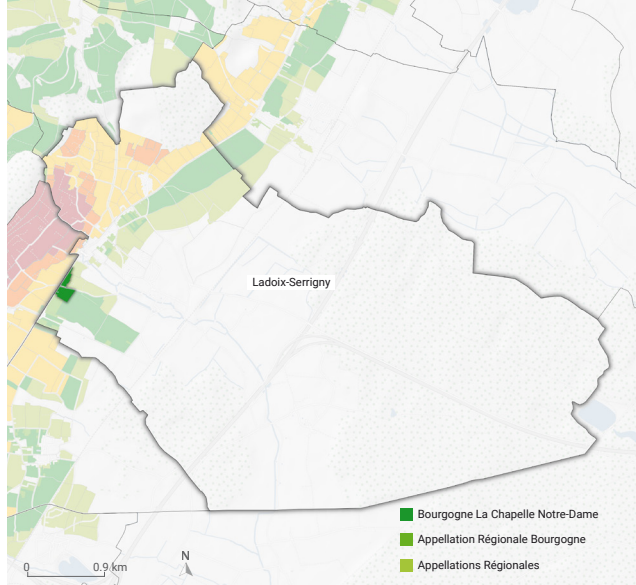 Ladoix-Serrigny
Bourgogne La Chapelle Notre-Dame
Appellation Régionale Bourgogne
Appellations Régionales
0 0.9 km
N